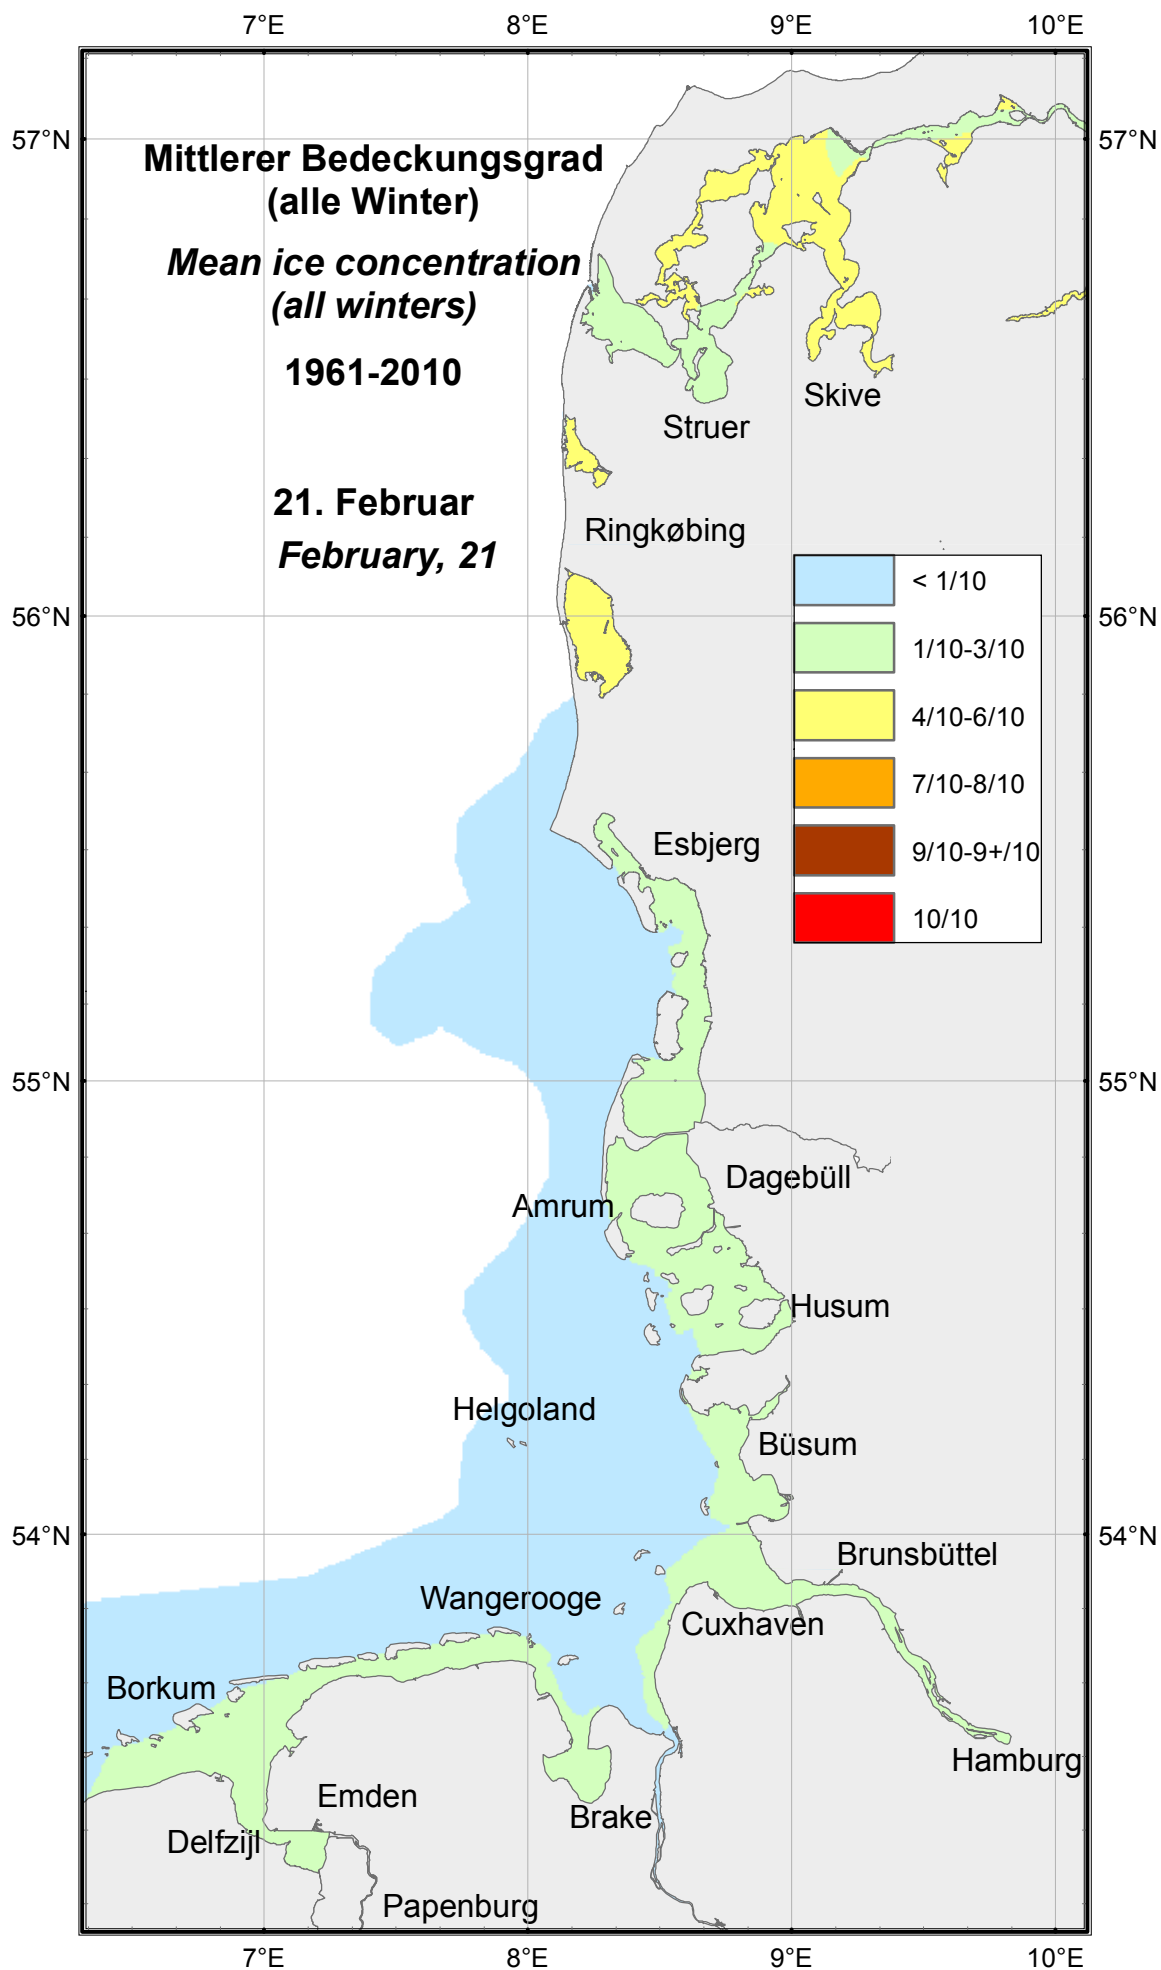 7°E 8°E 9°E 10°E
57°N 57°N
Mittlerer Bedeckungsgrad
(alle Winter)
Mean ice concentration
(all winters)
1961-2010
Skive
Struer
21. Februar
Ringkøbing
February, 21
< 1/10
56°N 56°N
1/10-3/10
4/10-6/10
7/10-8/10
Esbjerg
9/10-9+/10
10/10
55°N 55°N
Dagebüll
Amrum
Husum
Helgoland
Büsum
54°N 54°N
Brunsbüttel
Wangerooge
Cuxhaven
Borkum
Hamburg
Emden
Brake
Delfzijl
Papenburg
7°E 8°E 9°E 10°E